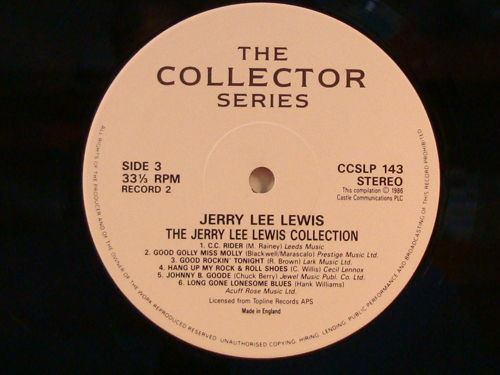 THE
COLLECTOR
SERIES
SIDE 3
33⅓ RPM
RECORD 2
CCSLP 143
STEREO
This compilation ℗ 1986
Castle Communications PLC
JERRY LEE LEWIS
THE JERRY LEE LEWIS COLLECTION
1. C.C. RIDER (M. Rainey) Leeds Music
2. GOOD GOLLY MISS MOLLY (Blackwell/Marascalo) Prestige Music Ltd.
3. GOOD ROCKIN' TONIGHT (R. Brown) Lark Music Ltd.
4. HANG UP MY ROCK & ROLL SHOES (C. Willis) Cecil Lennox
5. JOHNNY B. GOODE (Chuck Berry) Jewel Music Publ. Co. Ltd.
6. LONG GONE LONESOME BLUES (Hank Williams)
Acuff Rose Music Ltd.
Licensed from Topline Records APS
Made in England
ALL RIGHTS OF THE PRODUCER AND OF THE OWNER OF THE WORK REPRODUCED RESERVED. UNAUTHORISED COPYING, HIRING, LENDING, PUBLIC PERFORMANCE AND BROADCASTING OF THIS RECORD PROHIBITED